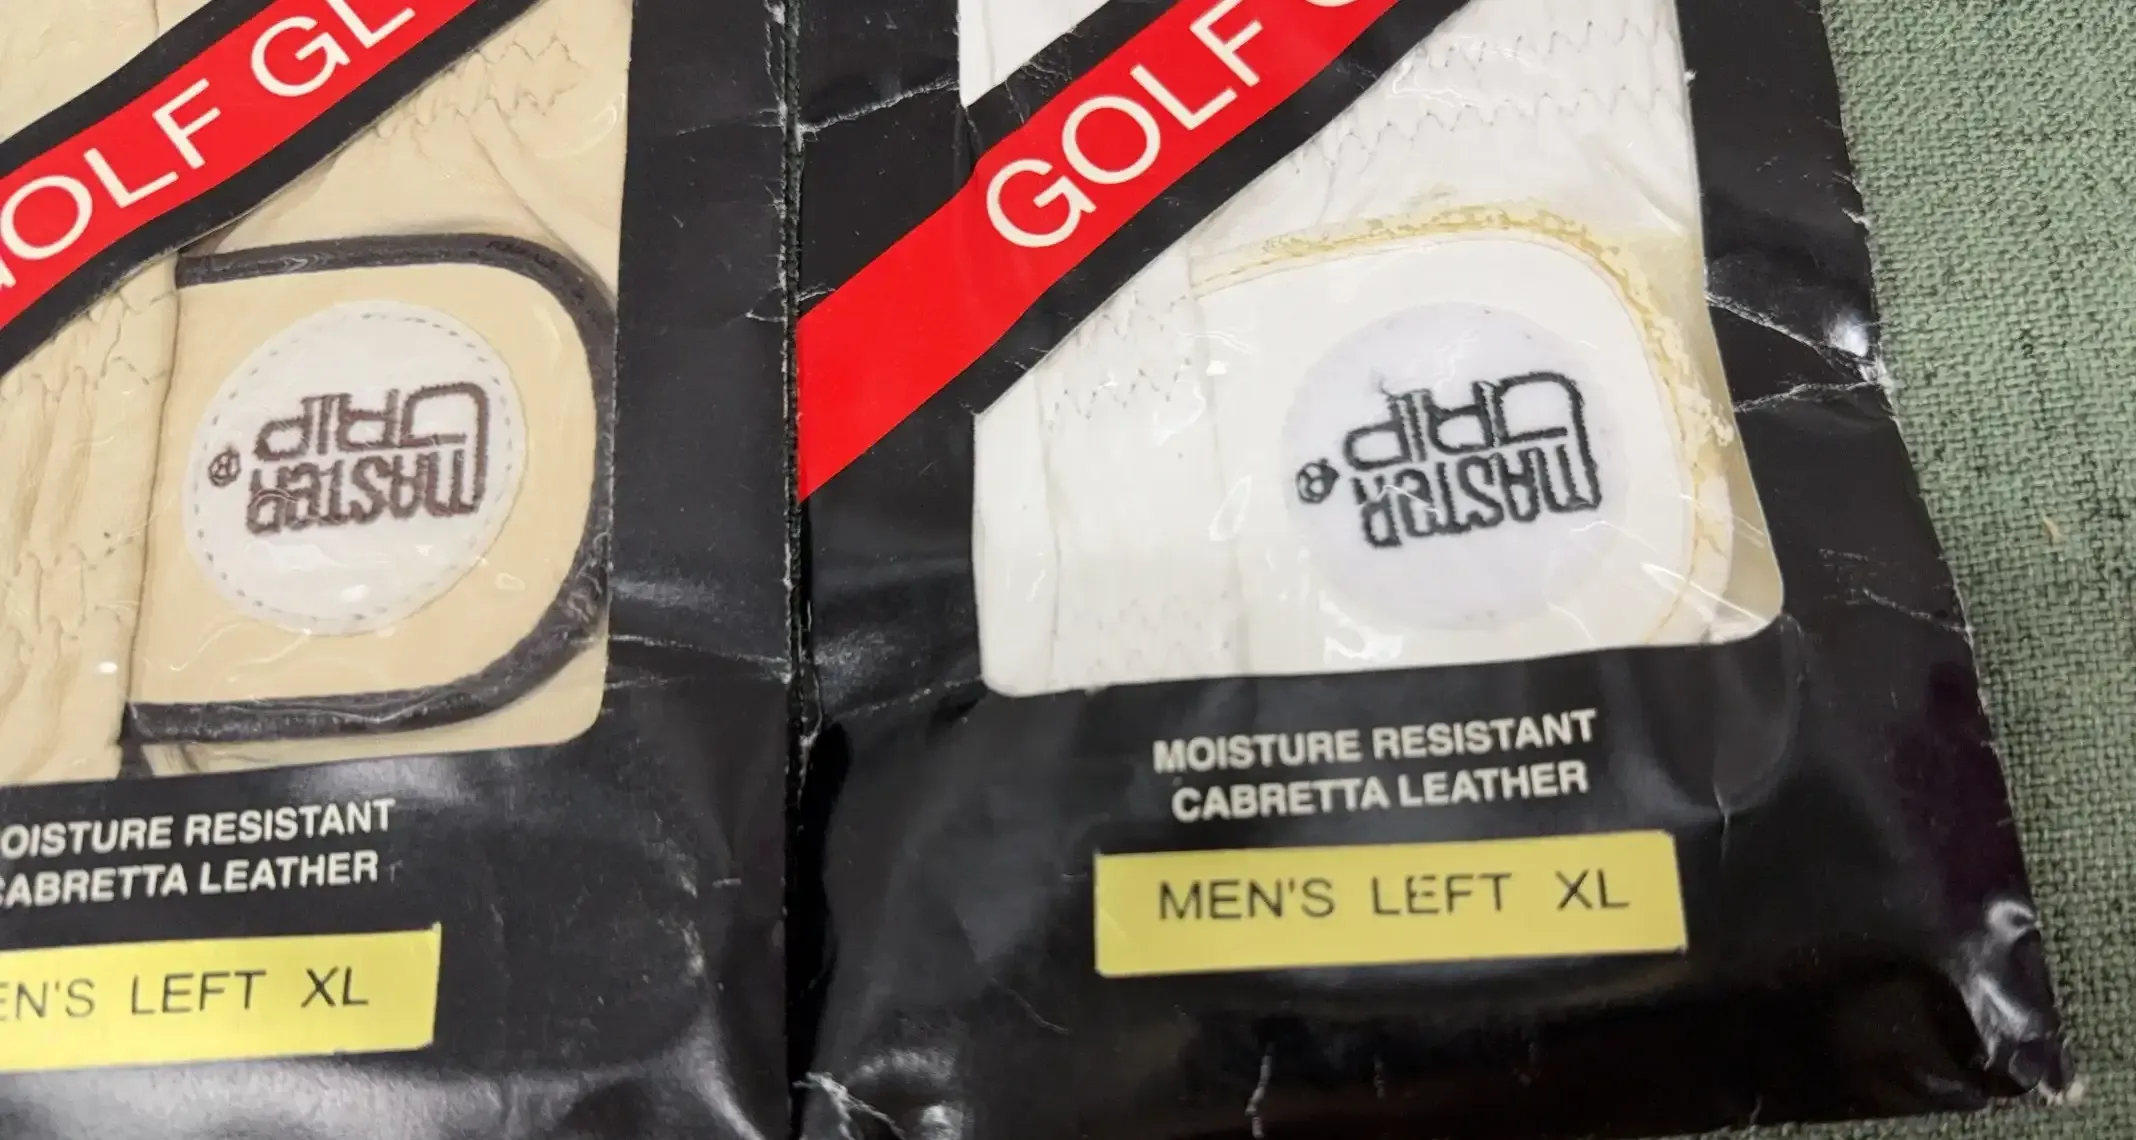 GOLF GL
MASTER
GRIP
®
OISTURE RESISTANT
CABRETTA LEATHER
EN'S LEFT XL
GOLF G
MASTER
GRIP
®
MOISTURE RESISTANT
CABRETTA LEATHER
MEN'S LEFT XL